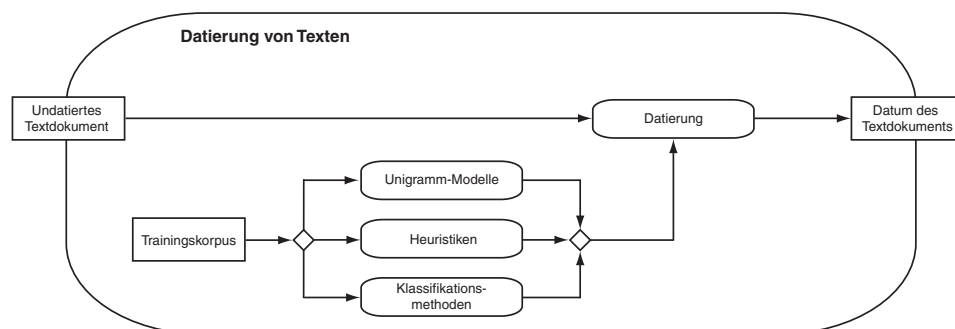 Datierung von Texten
Undatiertes
Textdokument
Datierung
Datum des
Textdokuments
Unigramm-Modelle
Trainingskorpus
Heuristiken
Klassifikations-
methoden